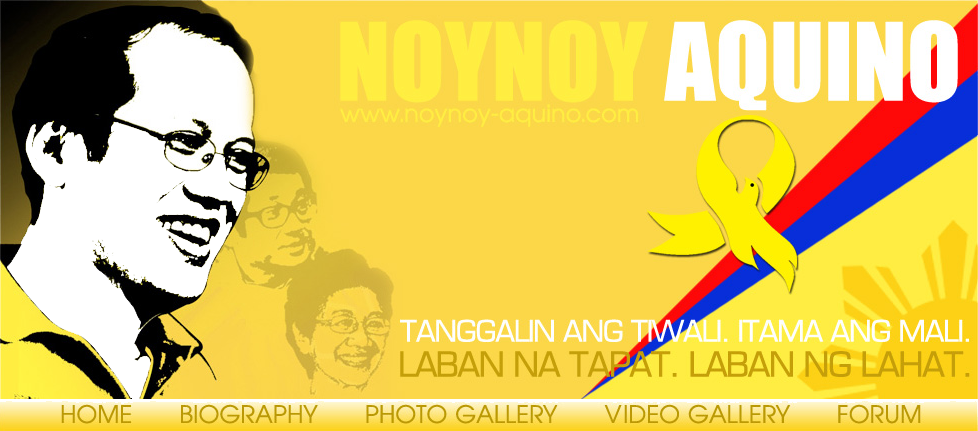 NOYNOY AQUINO
www.noynoy-aquino.com
TANGGALIN ANG TIWALI. ITAMA ANG MALI.
LABAN NA TAPAT. LABAN NG LAHAT.
HOME BIOGRAPHY PHOTO GALLERY VIDEO GALLERY FORUM